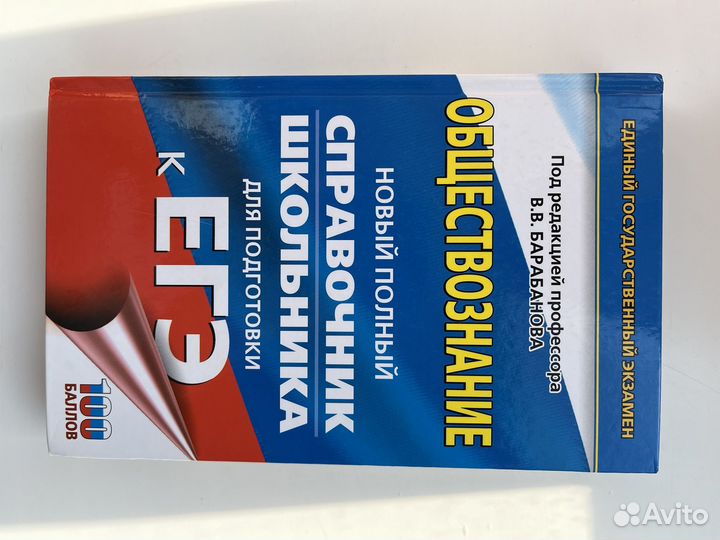 ЕДИНЫЙ ГОСУДАРСТВЕННЫЙ ЭКЗАМЕН
Под редакцией профессора
В.В. БАРАБАНОВА
ОБЩЕСТВОЗНАНИЕ
НОВЫЙ ПОЛНЫЙ
СПРАВОЧНИК
ШКОЛЬНИКА
ДЛЯ ПОДГОТОВКИ
К ЕГЭ
100
БАЛЛОВ
Avito